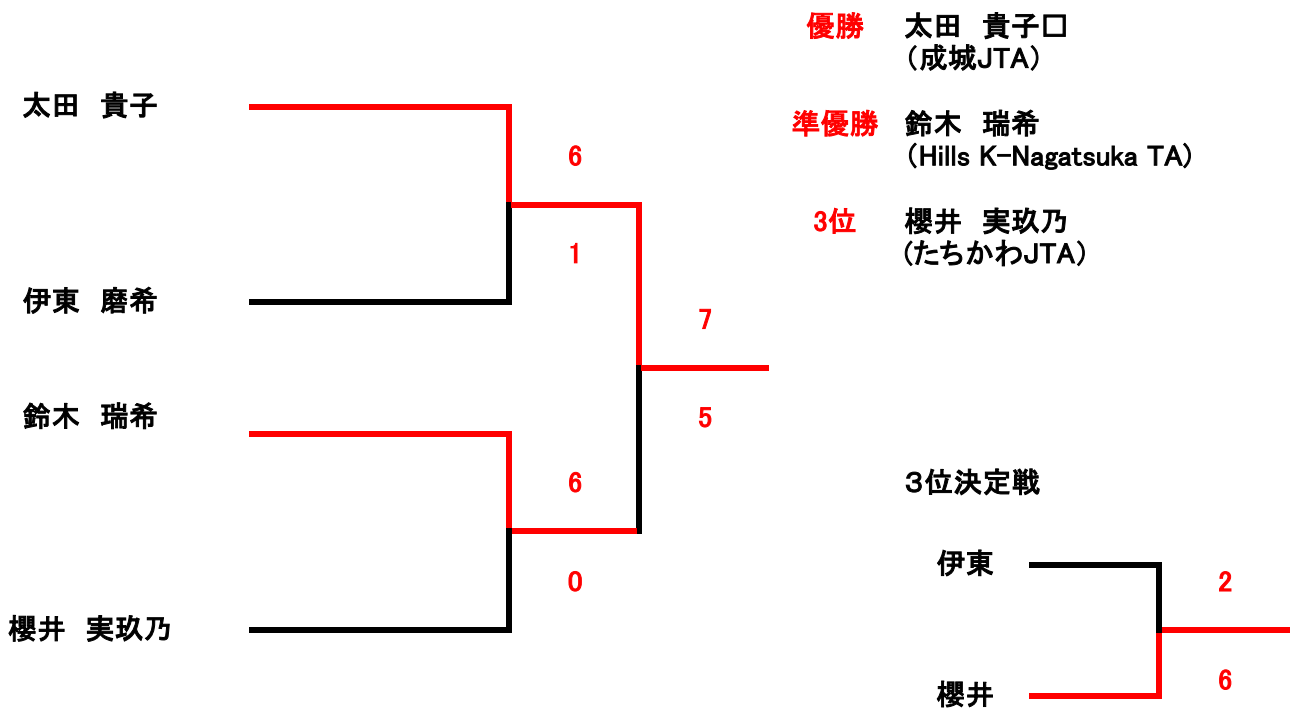 優勝　太田　貴子□
（成城JTA）
太田　貴子
準優勝　鈴木　瑞希
（Hills K-Nagatsuka TA）
6
3位　櫻井　実玖乃
(たちかわJTA）
1
伊東　磨希
7
鈴木　瑞希
5
6
３位決定戦
伊東
0
2
櫻井　実玖乃
6
櫻井